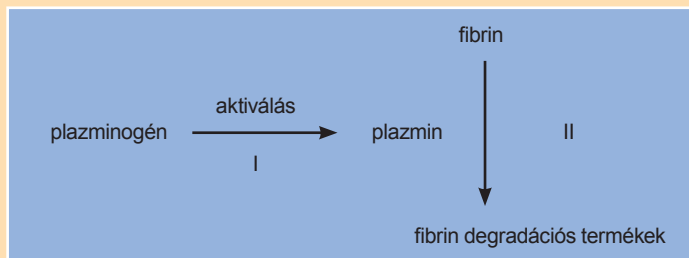 fibrin
aktiválás
plazminogén
plazmin
II
I
fibrin degradációs termékek